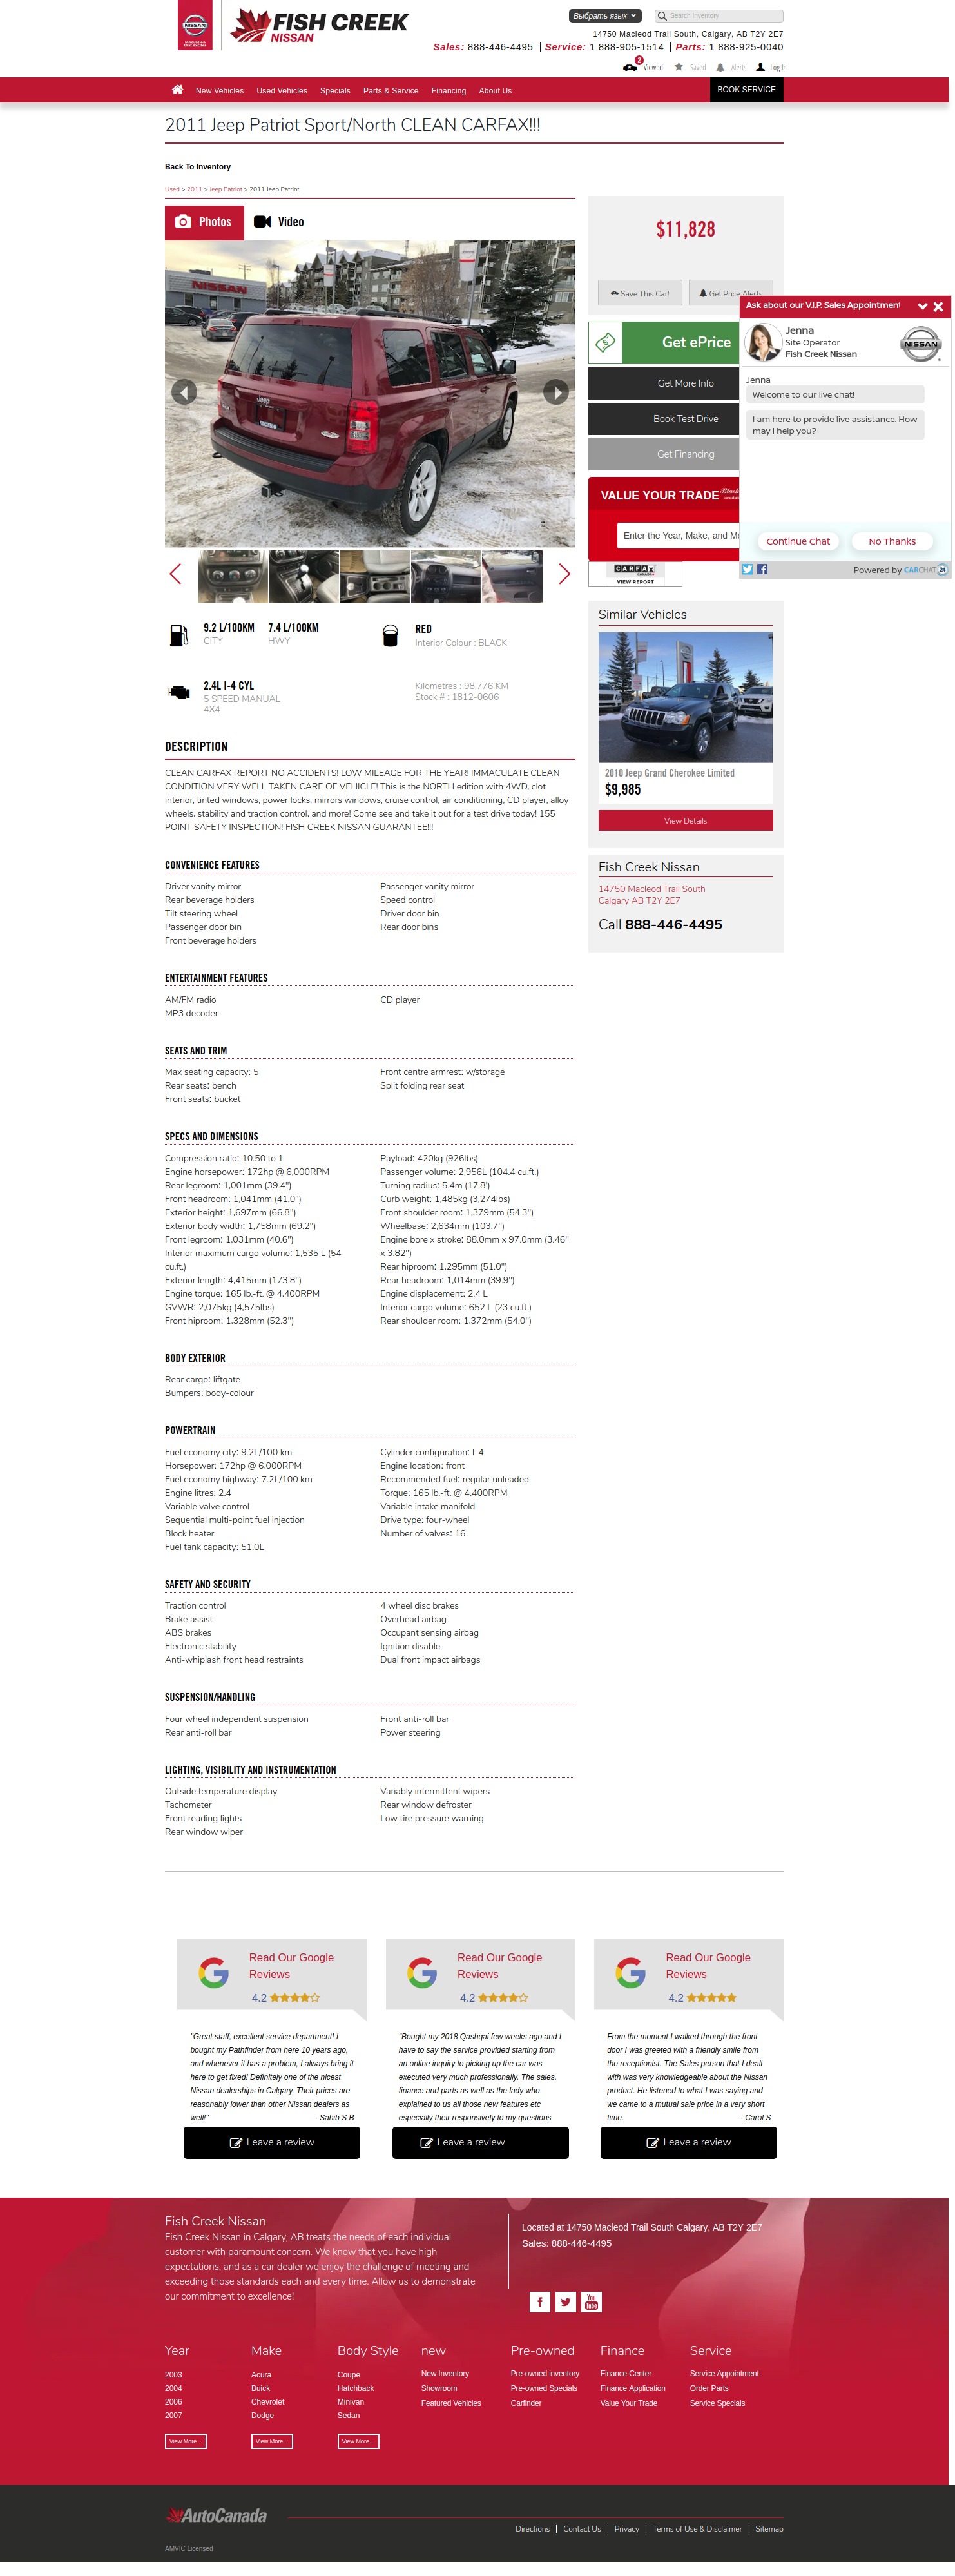 NISSAN
FISH CREEK
NISSAN
Выбрать язык
Search Inventory
14750 Macleod Trail South, Calgary, AB T2Y 2E7
Sales: 888-446-4495 | Service: 1 888-905-1514 | Parts: 1 888-925-0040
2
Viewed
Saved
Alerts
Log In
New Vehicles
Used Vehicles
Specials
Parts & Service
Financing
About Us
BOOK SERVICE
2011 Jeep Patriot Sport/North CLEAN CARFAX!!!
Back To Inventory
Used > 2011 > Jeep Patriot > 2011 Jeep Patriot
Photos
Video
NISSAN
Jeep
9.2 L/100KM
CITY
7.4 L/100KM
HWY
RED
Interior Colour : BLACK
2.4L I-4 CYL
5 SPEED MANUAL
4X4
Kilometres : 98,776 KM
Stock # : 1812-0606
$11,828
Save This Car!
Get Price Alerts
Get ePrice
Get More Info
Book Test Drive
Get Financing
VALUE YOUR TRADE
Enter the Year, Make, and Mo
CARFAX
VIEW REPORT
Ask about our V.I.P. Sales Appointment
Jenna
Site Operator
Fish Creek Nissan
NISSAN
Jenna
Welcome to our live chat!
I am here to provide live assistance. How
may I help you?
Continue Chat
No Thanks
Powered by CARCHAT 24
Similar Vehicles
2010 Jeep Grand Cherokee Limited
$9,985
View Details
Fish Creek Nissan
14750 Macleod Trail South
Calgary AB T2Y 2E7
Call 888-446-4495
DESCRIPTION
CLEAN CARFAX REPORT NO ACCIDENTS! LOW MILEAGE FOR THE YEAR! IMMACULATE CLEAN
CONDITION VERY WELL TAKEN CARE OF VEHICLE! This is the NORTH edition with 4WD, clot
interior, tinted windows, power locks, mirrors windows, cruise control, air conditioning, CD player, alloy
wheels, stability and traction control, and more! Come see and take it out for a test drive today! 155
POINT SAFETY INSPECTION! FISH CREEK NISSAN GUARANTEE!!!
CONVENIENCE FEATURES
Driver vanity mirror
Rear beverage holders
Tilt steering wheel
Passenger door bin
Front beverage holders
Passenger vanity mirror
Speed control
Driver door bin
Rear door bins
ENTERTAINMENT FEATURES
AM/FM radio
MP3 decoder
CD player
SEATS AND TRIM
Max seating capacity: 5
Rear seats: bench
Front seats: bucket
Front centre armrest: w/storage
Split folding rear seat
SPECS AND DIMENSIONS
Compression ratio: 10.50 to 1
Engine horsepower: 172hp @ 6,000RPM
Rear legroom: 1,001mm (39.4")
Front headroom: 1,041mm (41.0")
Exterior height: 1,697mm (66.8")
Exterior body width: 1,758mm (69.2")
Front legroom: 1,031mm (40.6")
Interior maximum cargo volume: 1,535 L (54
cu.ft.)
Exterior length: 4,415mm (173.8")
Engine torque: 165 lb.-ft. @ 4,400RPM
GVWR: 2,075kg (4,575lbs)
Front hiproom: 1,328mm (52.3")
Payload: 420kg (926lbs)
Passenger volume: 2,956L (104.4 cu.ft.)
Turning radius: 5.4m (17.8')
Curb weight: 1,485kg (3,274lbs)
Front shoulder room: 1,379mm (54.3")
Wheelbase: 2,634mm (103.7")
Engine bore x stroke: 88.0mm x 97.0mm (3.46"
x 3.82")
Rear hiproom: 1,295mm (51.0")
Rear headroom: 1,014mm (39.9")
Engine displacement: 2.4 L
Interior cargo volume: 652 L (23 cu.ft.)
Rear shoulder room: 1,372mm (54.0")
BODY EXTERIOR
Rear cargo: liftgate
Bumpers: body-colour
POWERTRAIN
Fuel economy city: 9.2L/100 km
Horsepower: 172hp @ 6,000RPM
Fuel economy highway: 7.2L/100 km
Engine litres: 2.4
Variable valve control
Sequential multi-point fuel injection
Block heater
Fuel tank capacity: 51.0L
Cylinder configuration: I-4
Engine location: front
Recommended fuel: regular unleaded
Torque: 165 lb.-ft. @ 4,400RPM
Variable intake manifold
Drive type: four-wheel
Number of valves: 16
SAFETY AND SECURITY
Traction control
Brake assist
ABS brakes
Electronic stability
Anti-whiplash front head restraints
4 wheel disc brakes
Overhead airbag
Occupant sensing airbag
Ignition disable
Dual front impact airbags
SUSPENSION/HANDLING
Four wheel independent suspension
Rear anti-roll bar
Front anti-roll bar
Power steering
LIGHTING, VISIBILITY AND INSTRUMENTATION
Outside temperature display
Tachometer
Front reading lights
Rear window wiper
Variably intermittent wipers
Rear window defroster
Low tire pressure warning
Read Our Google
Reviews
4.2
"Great staff, excellent service department! I
bought my Pathfinder from here 10 years ago,
and whenever it has a problem, I always bring it
here to get fixed! Definitely one of the nicest
Nissan dealerships in Calgary. Their prices are
reasonably lower than other Nissan dealers as
well!" - Sahib S B
Leave a review
Read Our Google
Reviews
4.2
"Bought my 2018 Qashqai few weeks ago and I
have to say the service provided starting from
an online inquiry to picking up the car was
executed very much professionally. The sales,
finance and parts as well as the lady who
explained to us all those new features etc
especially their responsively to my questions
Leave a review
Read Our Google
Reviews
4.2
From the moment I walked through the front
door I was greeted with a friendly smile from
the receptionist. The Sales person that I dealt
with was very knowledgeable about the Nissan
product. He listened to what I was saying and
we came to a mutual sale price in a very short
time. - Carol S
Leave a review
Fish Creek Nissan
Fish Creek Nissan in Calgary, AB treats the needs of each individual
customer with paramount concern. We know that you have high
expectations, and as a car dealer we enjoy the challenge of meeting and
exceeding those standards each and every time. Allow us to demonstrate
our commitment to excellence!
Located at 14750 Macleod Trail South Calgary, AB T2Y 2E7
Sales: 888-446-4495
You
Tube
Year
2003
2004
2006
2007
View More...
Make
Acura
Buick
Chevrolet
Dodge
View More...
Body Style
Coupe
Hatchback
Minivan
Sedan
View More...
new
New Inventory
Showroom
Featured Vehicles
Pre-owned
Pre-owned inventory
Pre-owned Specials
Carfinder
Finance
Finance Center
Finance Application
Value Your Trade
Service
Service Appointment
Order Parts
Service Specials
AutoCanada
Directions | Contact Us | Privacy | Terms of Use & Disclaimer | Sitemap
AMVIC Licensed